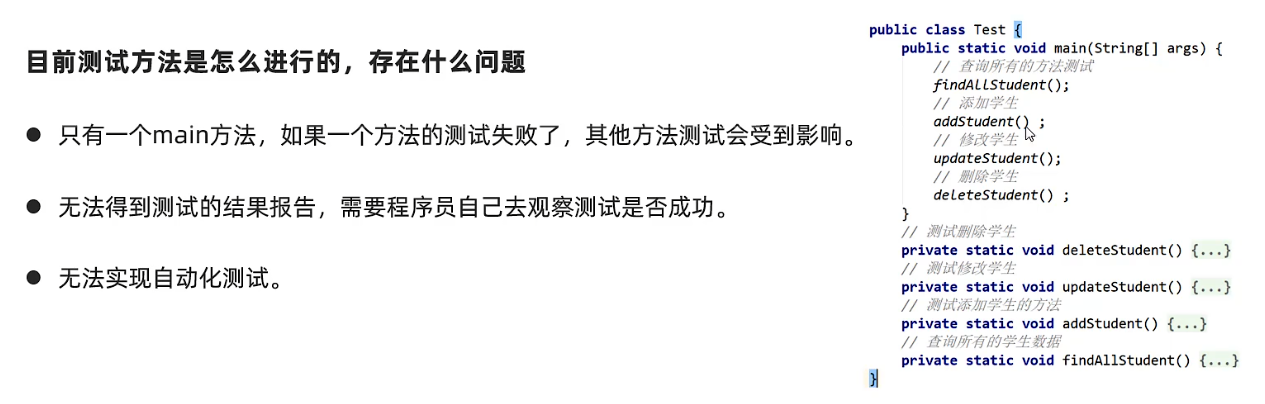 目前测试方法是怎么进行的，存在什么问题
● 只有一个main方法，如果一个方法的测试失败了，其他方法测试会受到影响。
● 无法得到测试的结果报告，需要程序员自己去观察测试是否成功。
● 无法实现自动化测试。
public class Test {
public static void main(String[] args) {
// 查询所有的方法测试
findAllStudent();
// 添加学生
addStudent() ;
// 修改学生
updateStudent();
// 删除学生
deleteStudent() ;
}
// 测试删除学生
private static void deleteStudent() {...}
// 测试修改学生
private static void updateStudent() {...}
// 测试添加学生的方法
private static void addStudent() {...}
// 查询所有的学生数据
private static void findAllStudent() {...}
}